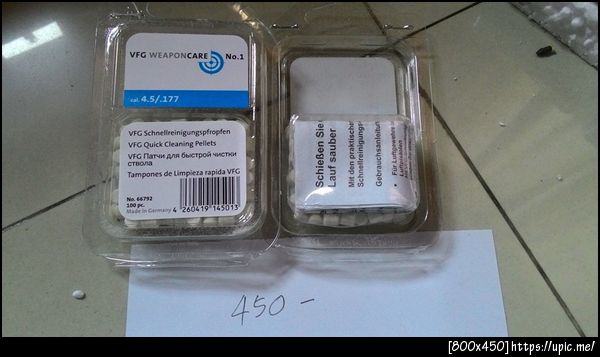 VFG WEAPONCARE No.1
cal. 4.5/.177
VFG Schnellreinigungspfropfen
VFG Quick Cleaning Pellets
VFG Патчи для быстрой чистки
ствола
Tampones de Limpieza rapida VFG
No. 66792
100 pc.
Made in Germany
4 260419 145013
Schießen Sie
Lauf sauber
Mit den praktische
Schnellreinigungs
Gebrauchsanleitun
• Für Luftgewehre
450 -
[800x450]https://upic.me/